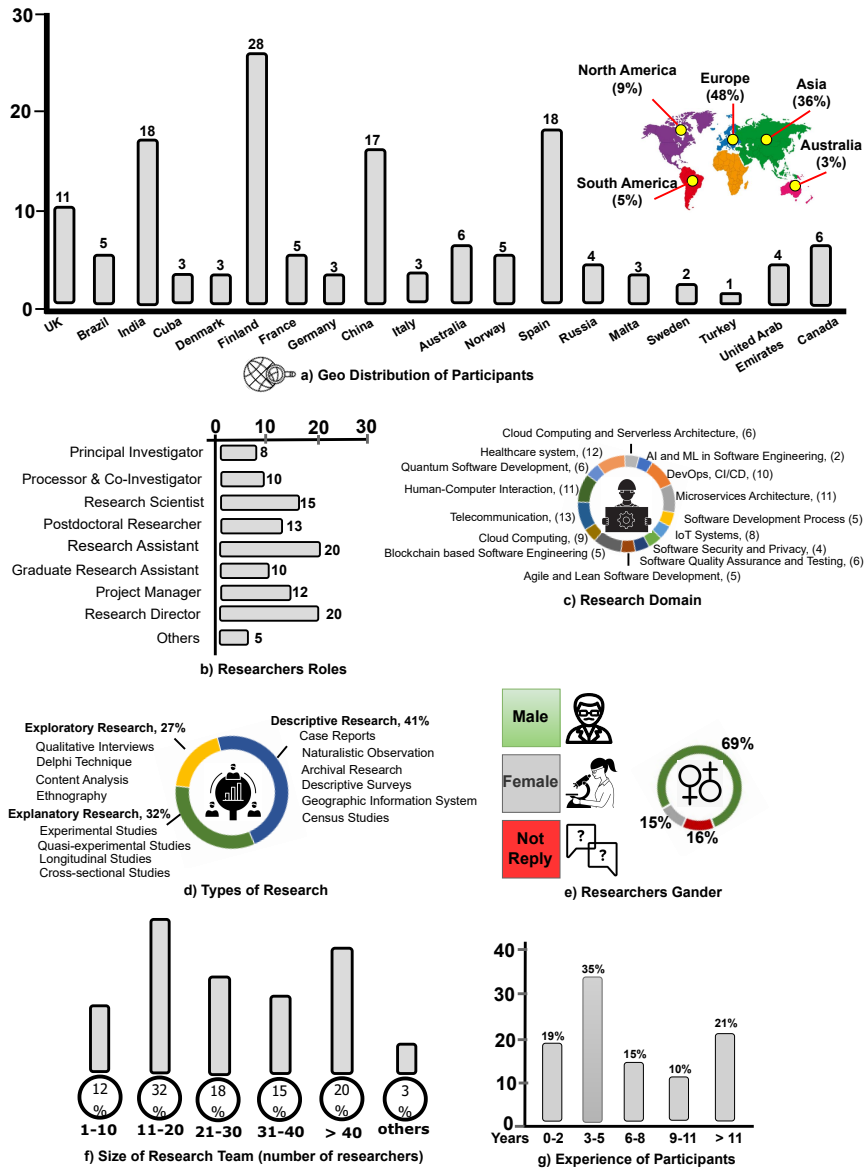 30
20
10
0
11
5
18
3
3
28
5
3
17
3
6
5
18
4
3
2
1
4
6
UK
Brazil
India
Cuba
Denmark
Finland
France
Germany
China
Italy
Australia
Norway
Spain
Russia
Malta
Sweden
Turkey
United Arab
Emirates
Canada
North America
(9%)
Europe
(48%)
Asia
(36%)
Australia
(3%)
South America
(5%)
a) Geo Distribution of Participants
0 10 20 30
Principal Investigator 8
Processor & Co-Investigator 10
Research Scientist 15
Postdoctoral Researcher 13
Research Assistant 20
Graduate Research Assistant 10
Project Manager 12
Research Director 20
Others 5
b) Researchers Roles
Cloud Computing and Serverless Architecture, (6)
Healthcare system, (12)
AI and ML in Software Engineering, (2)
Quantum Software Development, (6)
DevOps, CI/CD, (10)
Human-Computer Interaction, (11)
Microservices Architecture, (11)
Telecommunication, (13)
Software Development Process (5)
Cloud Computing, (9)
IoT Systems, (8)
Blockchain based Software Engineering (5)
Software Security and Privacy, (4)
Software Quality Assurance and Testing, (6)
Agile and Lean Software Development, (5)
c) Research Domain
Exploratory Research, 27%
Qualitative Interviews
Delphi Technique
Content Analysis
Ethnography
Explanatory Research, 32%
Experimental Studies
Quasi-experimental Studies
Longitudinal Studies
Cross-sectional Studies
Descriptive Research, 41%
Case Reports
Naturalistic Observation
Archival Research
Descriptive Surveys
Geographic Information System
Census Studies
d) Types of Research
Male
Female
Not
Reply
? ?
69%
15%
16%
e) Researchers Gander
12
%
32
%
18
%
15
%
20
%
3
%
1-10
11-20
21-30
31-40
> 40
others
f) Size of Research Team (number of researchers)
40
30
20
10
0
19%
35%
15%
10%
21%
Years 0-2 3-5 6-8 9-11 > 11
g) Experience of Participants